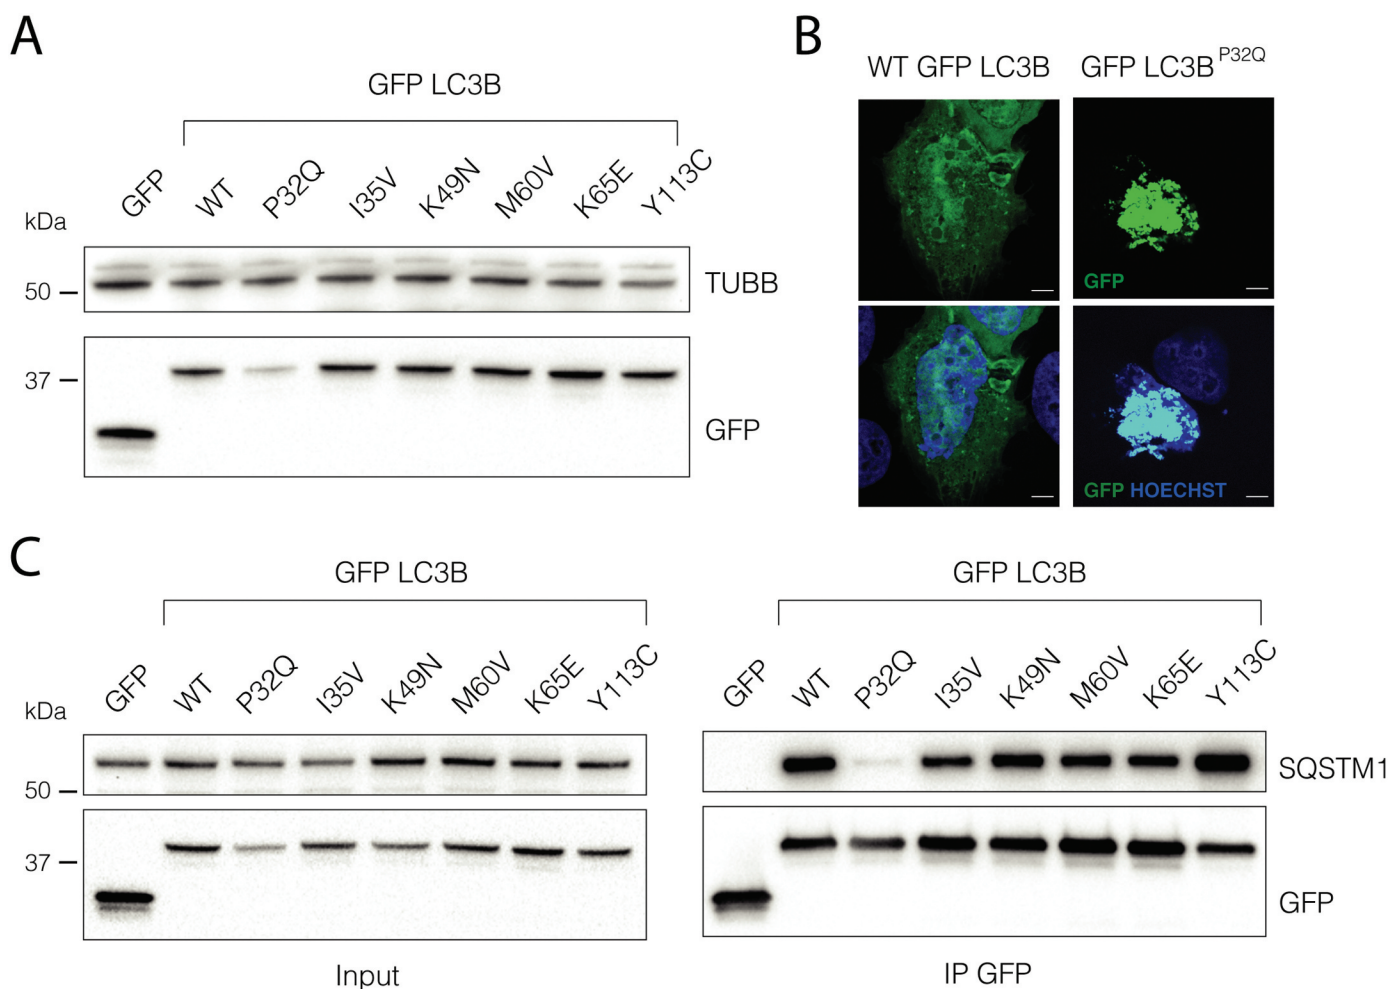 A
GFP LC3B
GFP WT P32Q I35V K49N M60V K65E Y113C
kDa
50
TUBB
37
GFP
B
WT GFP LC3B GFP LC3B P32Q
GFP
GFP HOECHST
C
GFP LC3B
GFP WT P32Q I35V K49N M60V K65E Y113C
kDa
50
37
Input
GFP LC3B
GFP WT P32Q I35V K49N M60V K65E Y113C
SQSTM1
GFP
IP GFP